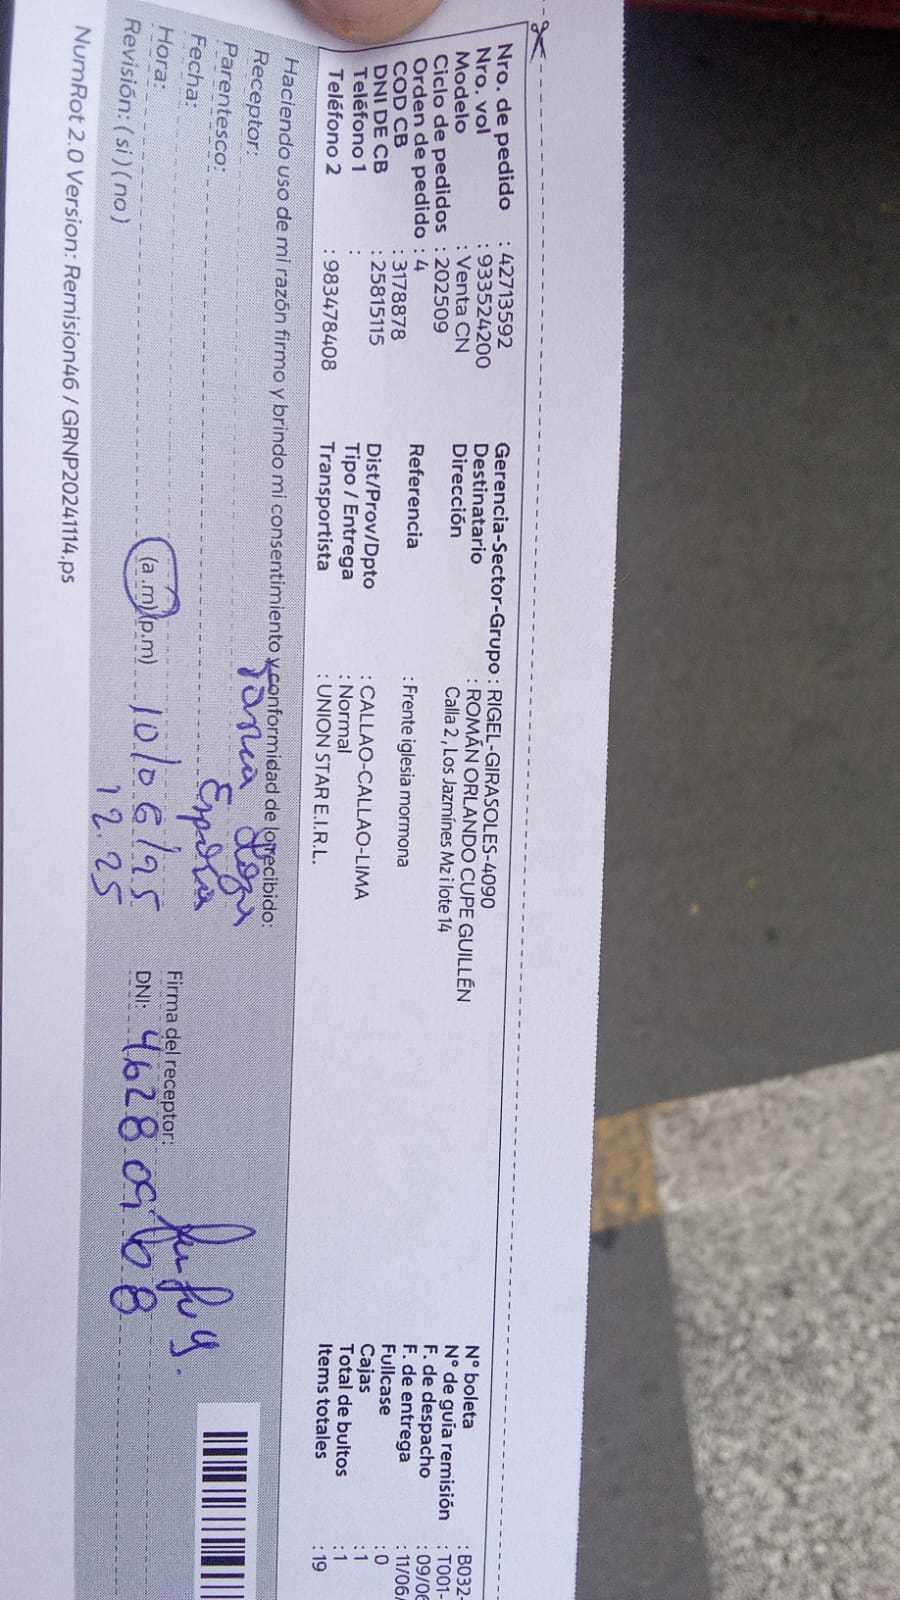 Nro. de pedido : 42713592
Nro. vol : 933524200
Modelo : Venta CN
Ciclo de pedidos : 202509
Orden de pedido : 4
COD CB : 3178878
DNI DE CB : 25815115
Teléfono 1 :
Teléfono 2 : 983478408
Gerencia-Sector-Grupo : RIGEL-GIRASOLES-4090
Destinatario : ROMÁN ORLANDO CUPE GUILLÉN
Dirección Calla 2 , Los Jazmínes Mz i lote 14
Referencia : Frente iglesia mormona
Dist/Prov/Dpto : CALLAO-CALLAO-LIMA
Tipo / Entrega : Normal
Transportista : UNION STAR E.I.R.L.
N° boleta : B032-
N° de guía remisión : T001-
F. de despacho : 09/06
F. de entrega : 11/06/
Fullcase : 0
Cajas : 1
Total de bultos : 1
Items totales : 19
Haciendo uso de mi razón firmo y brindo mi consentimiento y conformidad de lo recibido:
Receptor:
Parentesco: Esposa
Fecha:
Hora: (a.m) (p.m) 10/06/25
Revisión: (si) (no) 12.25
Firma del receptor:
DNI: 46280968
NumRot 2.0 Version: Remision46 / GRNP20241114.ps